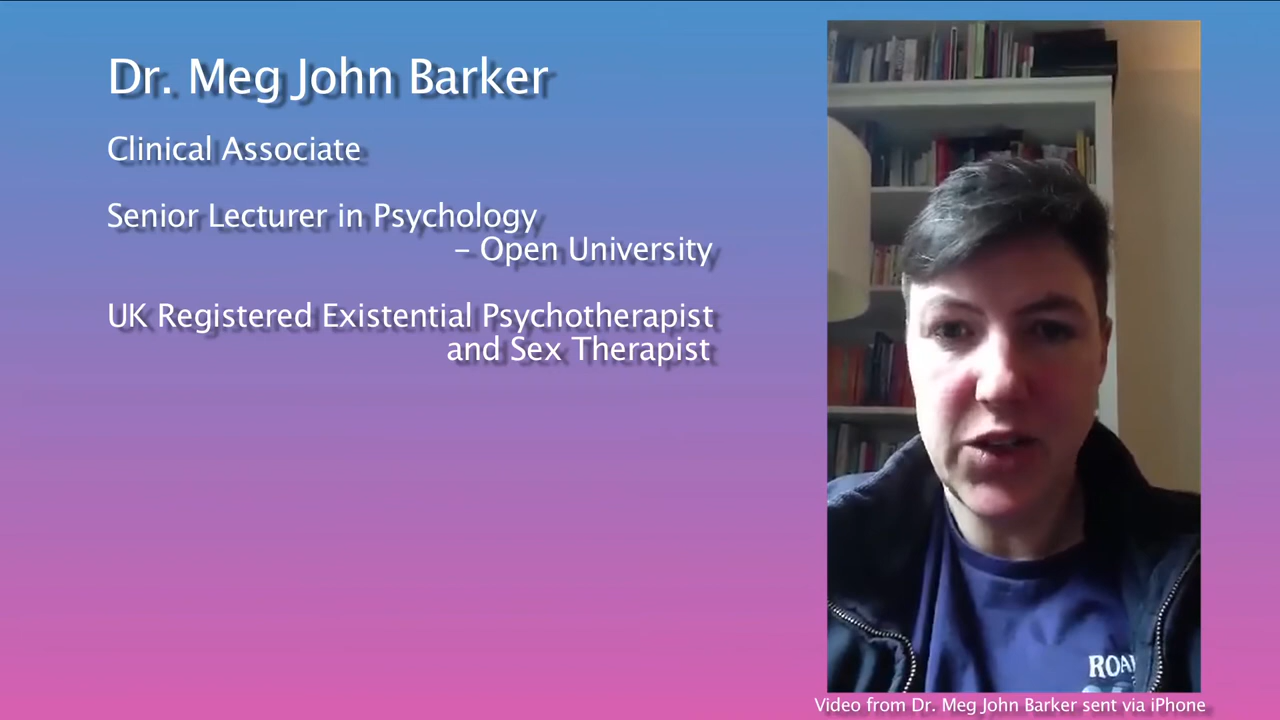 Dr. Meg John Barker
Clinical Associate
Senior Lecturer in Psychology
– Open University
UK Registered Existential Psychotherapist
and Sex Therapist
Video from Dr. Meg John Barker sent via iPhone